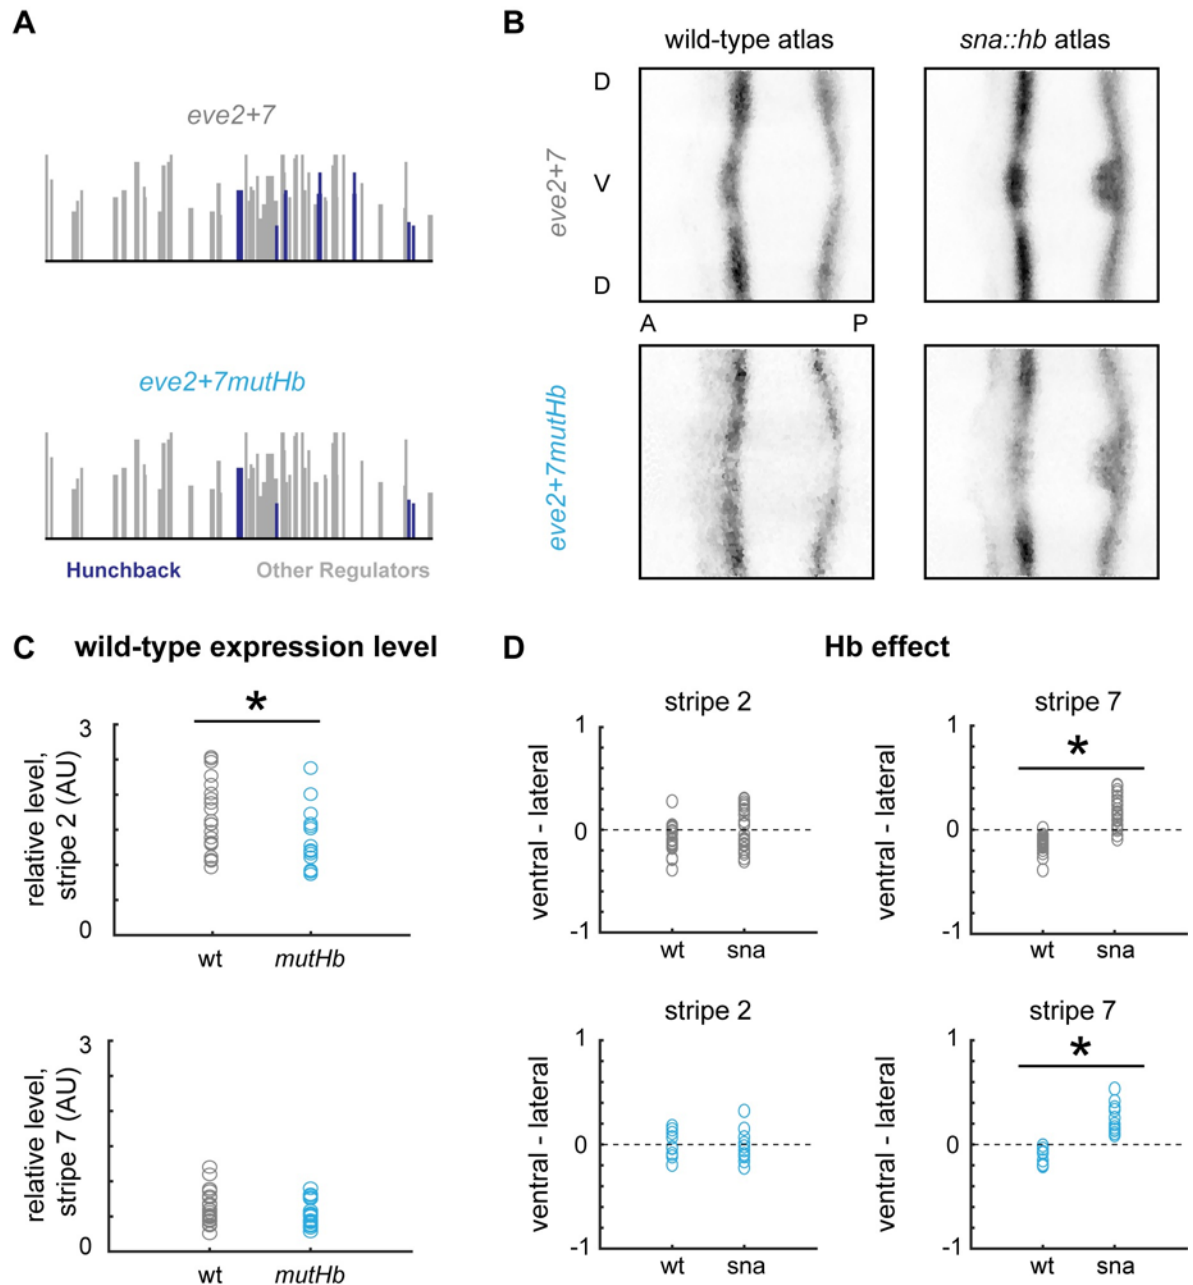 A
eve2+7
eve2+7mutHb
Hunchback
Other Regulators
B
wild-type atlas
sna::hb atlas
eve2+7
D
V
D
A
P
eve2+7mutHb
C
wild-type expression level
*
relative level,
stripe 2 (AU)
3
0
wt
mutHb
relative level,
stripe 7 (AU)
3
0
wt
mutHb
D
Hb effect
stripe 2
ventral - lateral
1
0
-1
wt
sna
stripe 7
*
ventral - lateral
1
0
-1
wt
sna
stripe 2
ventral - lateral
1
0
-1
wt
sna
stripe 7
*
ventral - lateral
1
0
-1
wt
sna